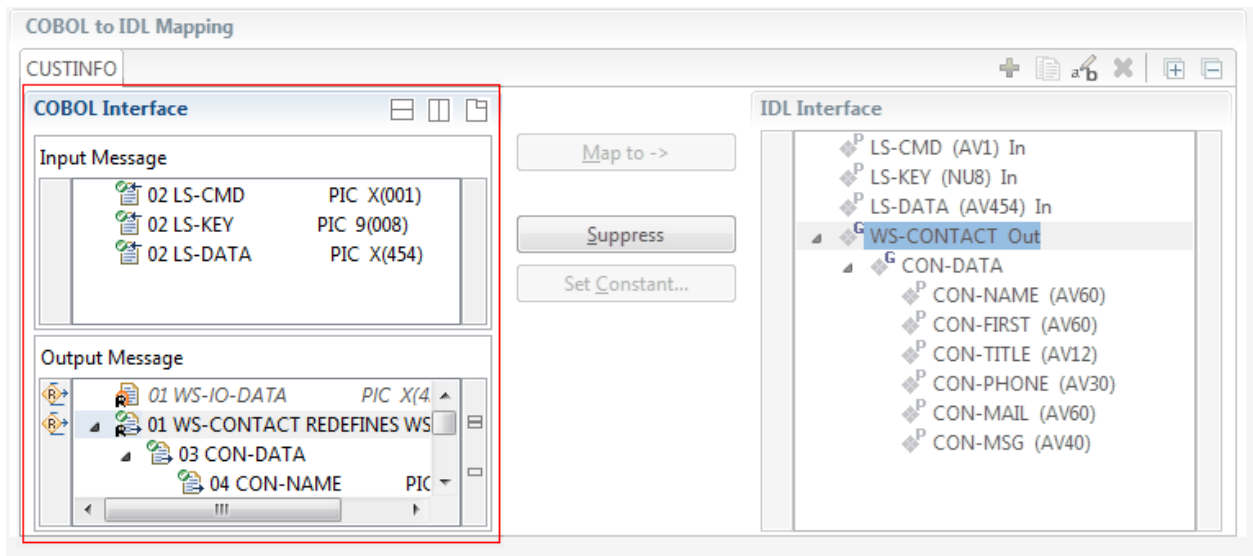 COBOL to IDL Mapping
CUSTINFO
COBOL Interface
Input Message
02 LS-CMD PIC X(001)
02 LS-KEY PIC 9(008)
02 LS-DATA PIC X(454)
Output Message
01 WS-IO-DATA PIC X(4
01 WS-CONTACT REDEFINES WS
03 CON-DATA
04 CON-NAME PIC
Map to ->
Suppress
Set Constant...
IDL Interface
LS-CMD (AV1) In
LS-KEY (NU8) In
LS-DATA (AV454) In
WS-CONTACT Out
CON-DATA
CON-NAME (AV60)
CON-FIRST (AV60)
CON-TITLE (AV12)
CON-PHONE (AV30)
CON-MAIL (AV60)
CON-MSG (AV40)